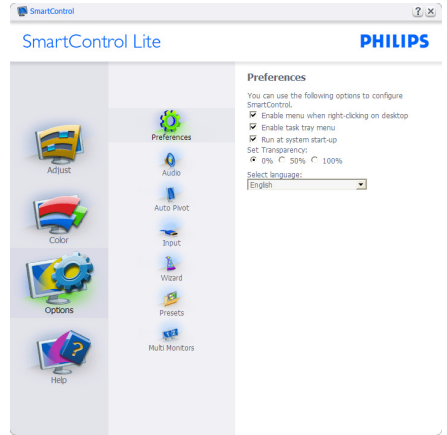 SmartControl
SmartControl Lite
PHILIPS
Adjust
Color
Options
Help
Preferences
Audio
Auto Pivot
Input
Wizard
Presets
Multi Monitors
Preferences
You can use the following options to configure
SmartControl.
Enable menu when right-clicking on desktop
Enable task tray menu
Run at system start-up
Set Transparency:
0% 50% 100%
Select language:
English